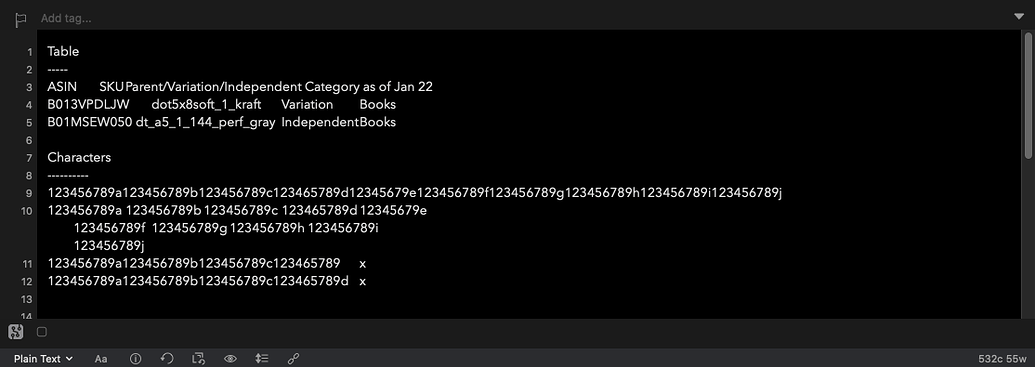 Add tag...
1 Table
2 -----
3 ASIN SKU Parent/Variation/Independent Category as of Jan 22
4 B013VPDLJW dot5x8soft_1_kraft Variation Books
5 B01MSEW050 dt_a5_1_144_perf_gray Independent Books
6
7 Characters
8 ----------
9 123456789a123456789b123456789c123465789d12345679e123456789f123456789g123456789h123456789i123456789j
10 123456789a 123456789b 123456789c 123465789d 12345679e
123456789f 123456789g 123456789h 123456789i
123456789j
11 123456789a123456789b123456789c123465789 x
12 123456789a123456789b123456789c123465789d x
13
14
Plain Text Aa 532c 55w